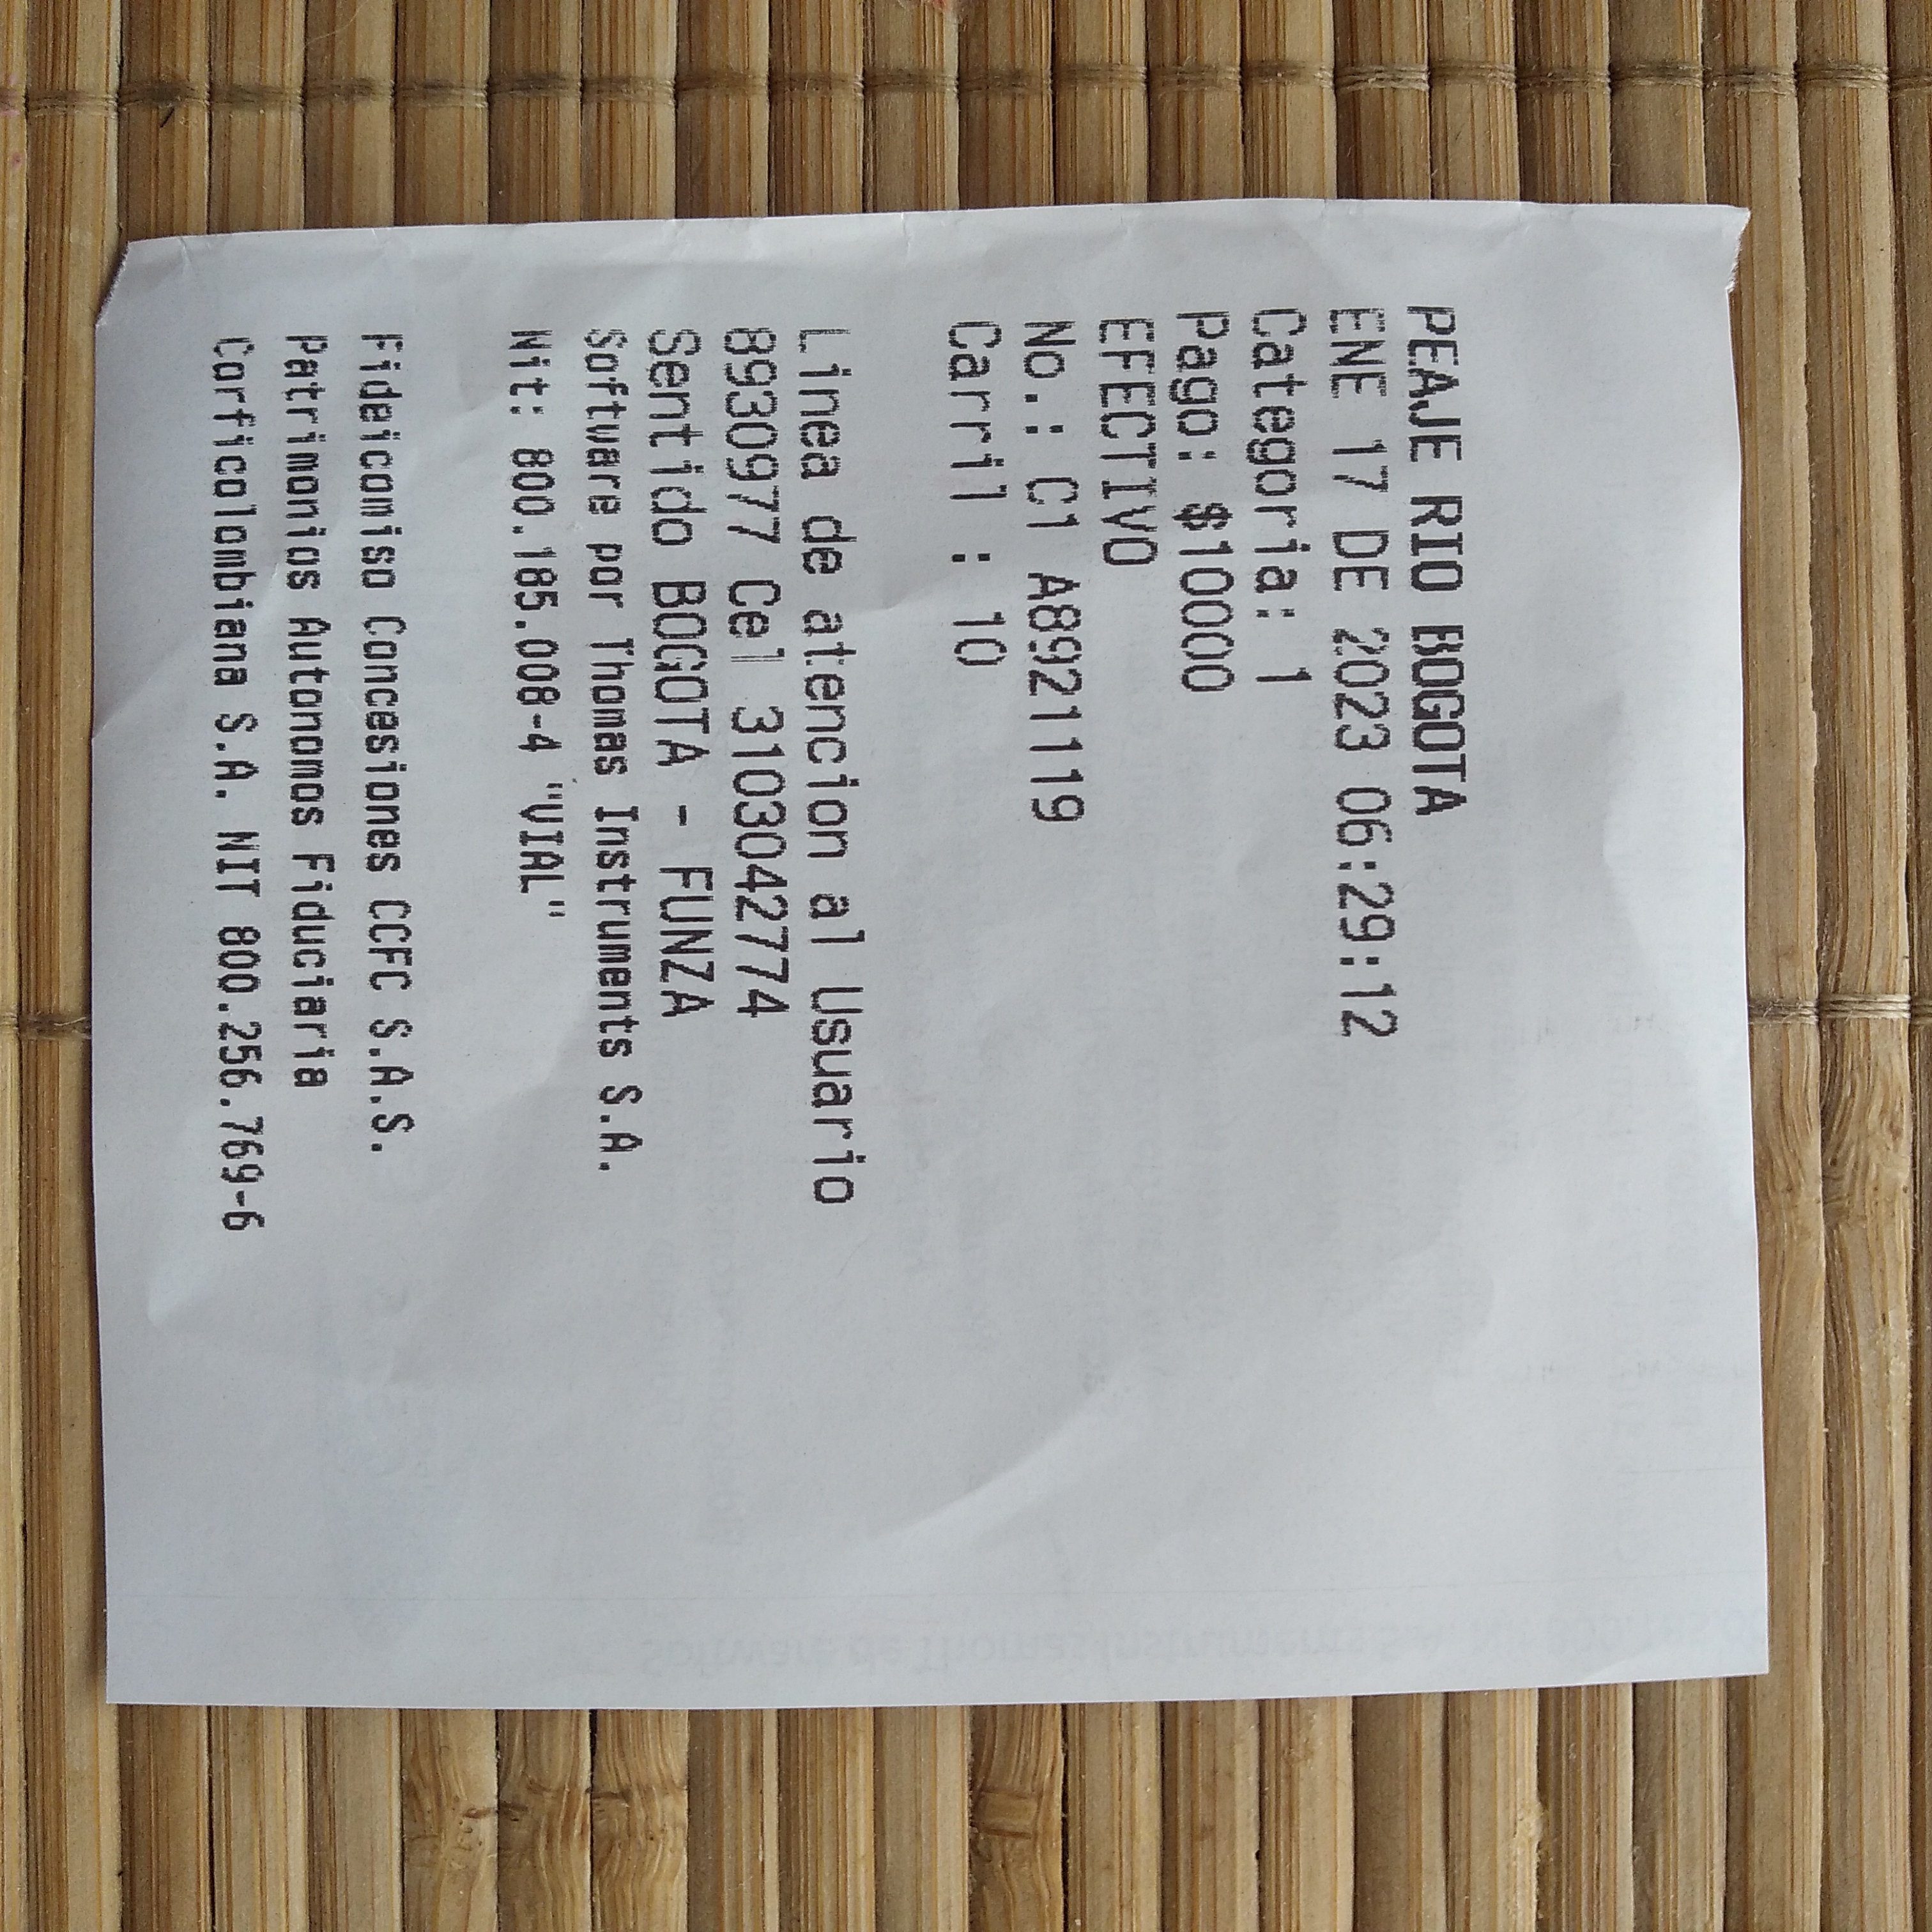 PEAJE RIO BOGOTA
ENE 17 DE 2023 06:29:12
Categoria: 1
Pago: $10000
EFECTIVO
No.: C1 A8921119
Carril : 10
Linea de atencion al Usuario
8930977 Cel 3103042774
Sentido BOGOTA - FUNZA
Software por Thomas Instruments S.A.
Nit: 800.185.008-4 "VIAL"
Fideicomiso Concesiones CCFC S.A.S.
Patrimonios Autonomos Fiduciaria
Corficolombiana S.A. NIT 800.256.769-6